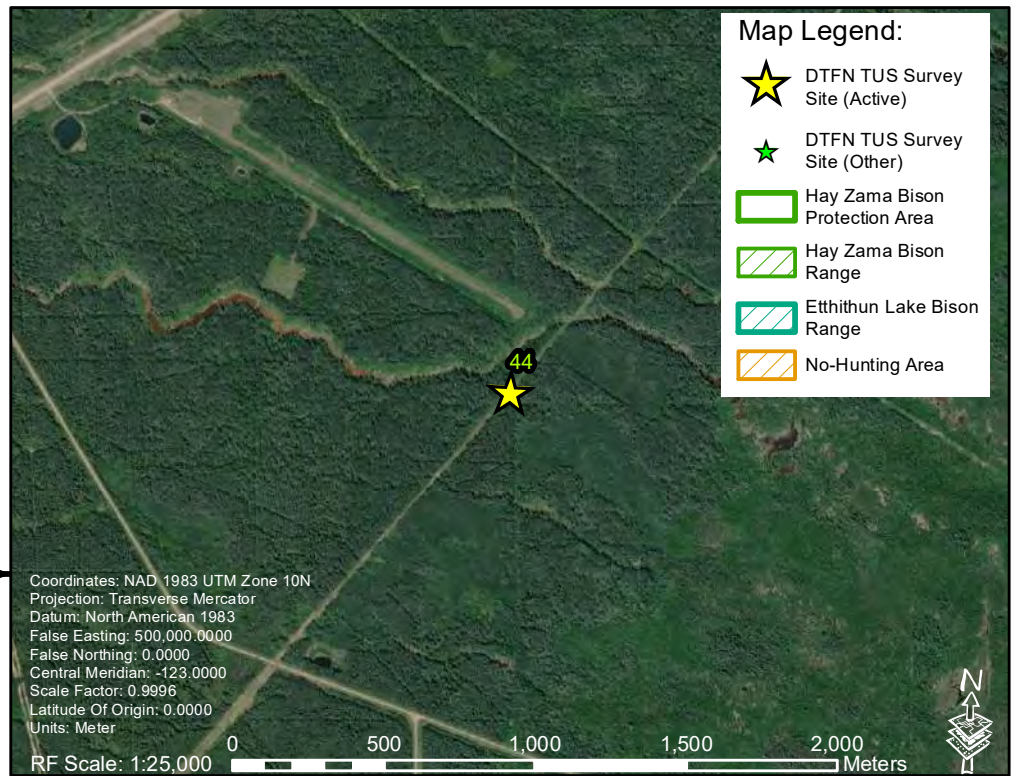 Map Legend:
DTFN TUS Survey
Site (Active)
DTFN TUS Survey
Site (Other)
Hay Zama Bison
Protection Area
Hay Zama Bison
Range
Etthithun Lake Bison
Range
No-Hunting Area
44
Coordinates: NAD 1983 UTM Zone 10N
Projection: Transverse Mercator
Datum: North American 1983
False Easting: 500,000.0000
False Northing: 0.0000
Central Meridian: -123.0000
Scale Factor: 0.9996
Latitude Of Origin: 0.0000
Units: Meter
N
0 500 1,000 1,500 2,000
RF Scale: 1:25,000 Meters